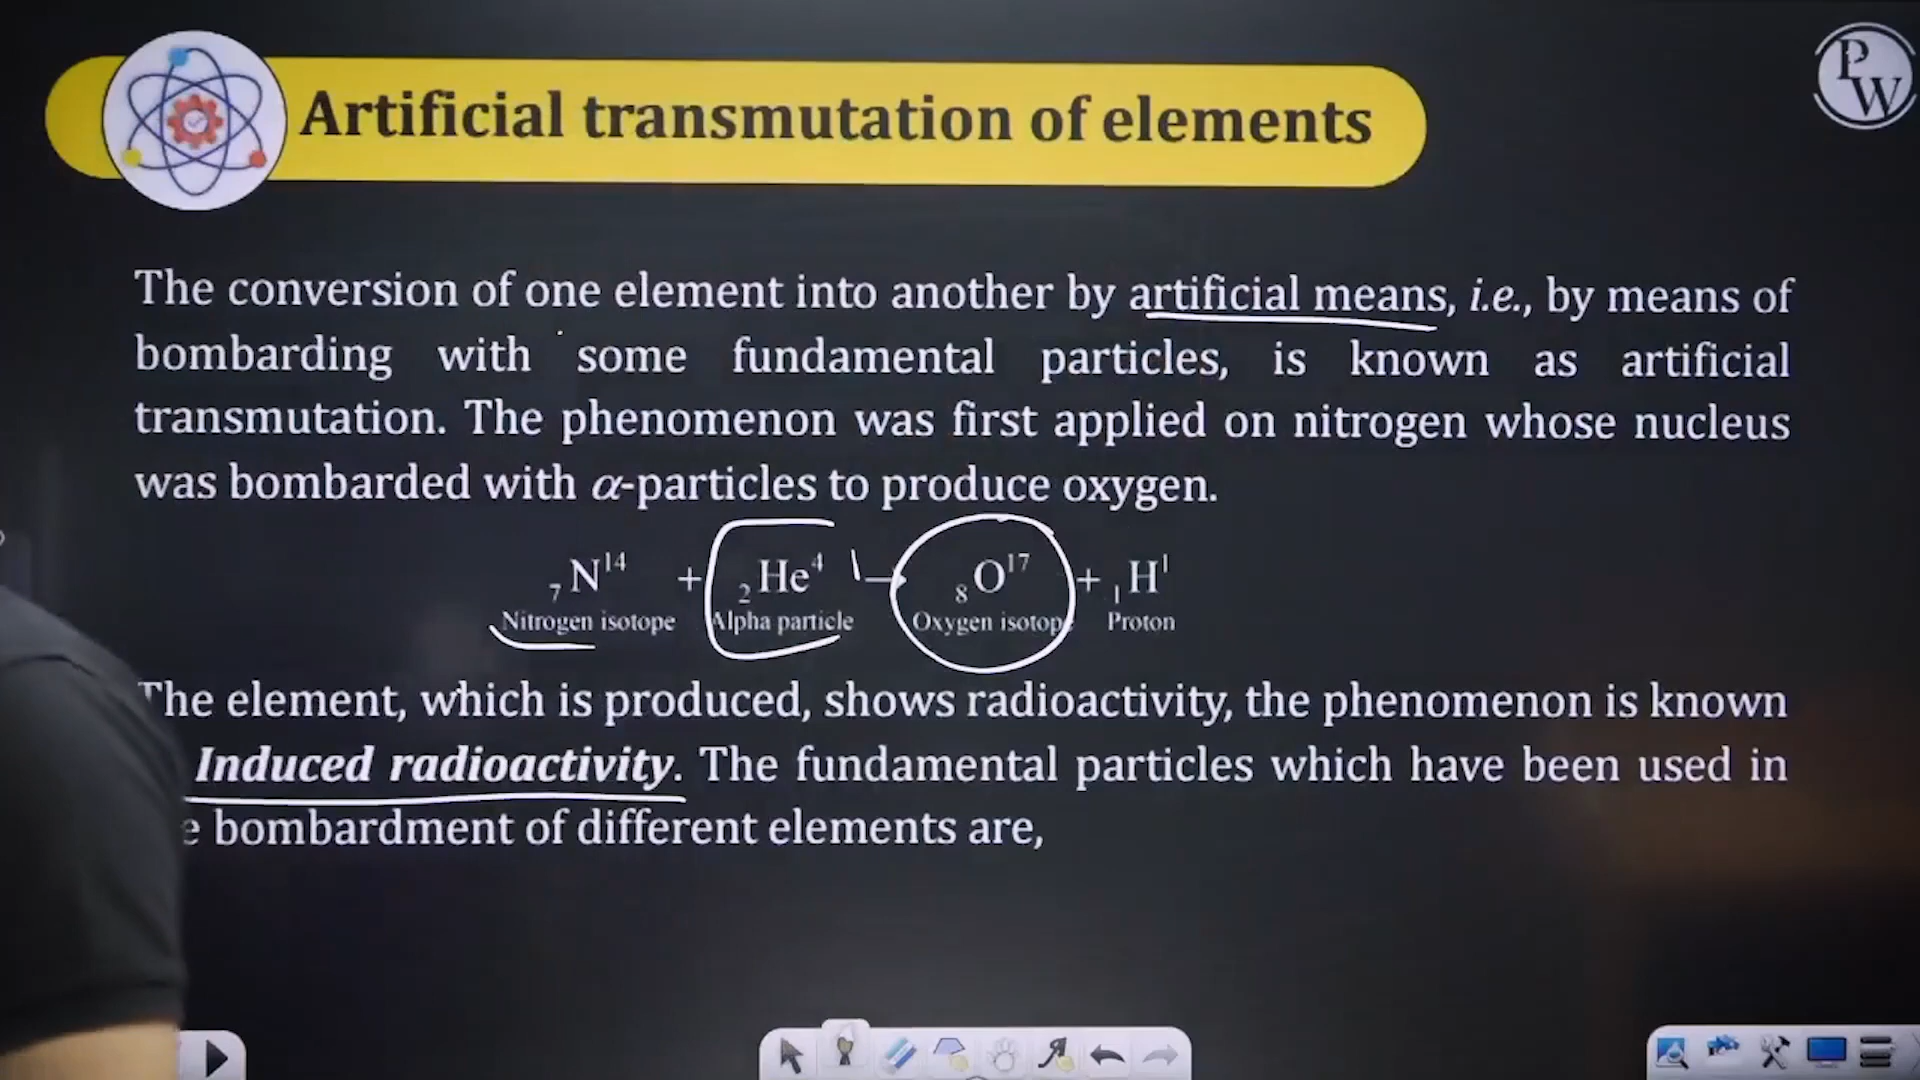 PW
Artificial transmutation of elements
The conversion of one element into another by artificial means, i.e., by means of
bombarding with some fundamental particles, is known as artificial
transmutation. The phenomenon was first applied on nitrogen whose nucleus
was bombarded with α-particles to produce oxygen.
₇N¹⁴ + ₂He⁴ → ₈O¹⁷ + ₁H¹
Nitrogen isotope Alpha particle Oxygen isotope Proton
The element, which is produced, shows radioactivity, the phenomenon is known
Induced radioactivity. The fundamental particles which have been used in
bombardment of different elements are,